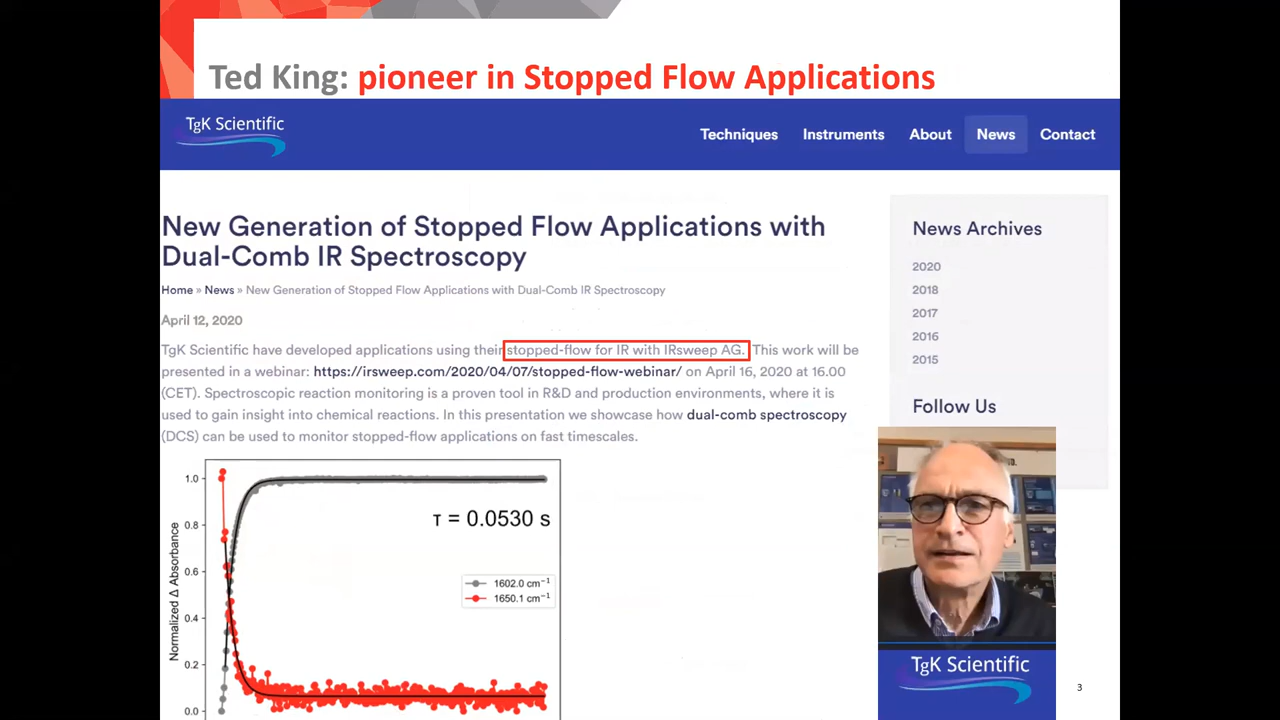 Ted King: pioneer in Stopped Flow Applications
TgK Scientific
Techniques Instruments About News Contact
New Generation of Stopped Flow Applications with
Dual-Comb IR Spectroscopy
Home » News » New Generation of Stopped Flow Applications with Dual-Comb IR Spectroscopy
April 12, 2020
TgK Scientific have developed applications using their stopped-flow for IR with IRsweep AG. This work will be
presented in a webinar: https://irsweep.com/2020/04/07/stopped-flow-webinar/ on April 16, 2020 at 16.00
(CET). Spectroscopic reaction monitoring is a proven tool in R&D and production environments, where it is
used to gain insight into chemical reactions. In this presentation we showcase how dual-comb spectroscopy
(DCS) can be used to monitor stopped-flow applications on fast timescales.
News Archives
2020
2018
2017
2016
2015
Follow Us
Normalized Δ Absorbance
1.0
0.8
0.6
0.4
0.2
0.0
τ = 0.0530 s
1602.0 cm⁻¹
1650.1 cm⁻¹
TgK Scientific
3